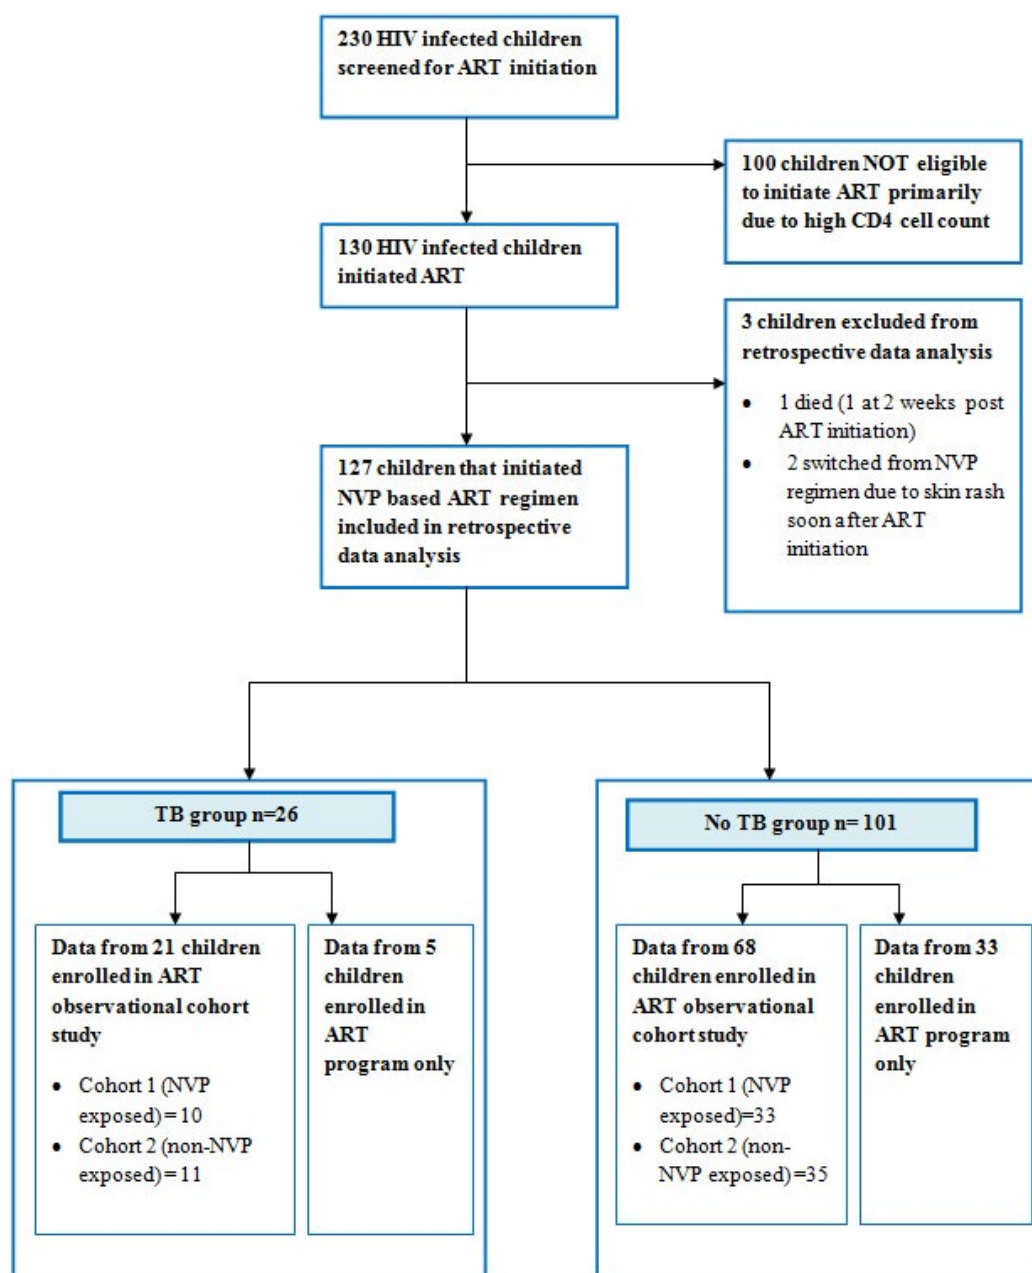 230 HIV infected children
screened for ART initiation
100 children NOT eligible
to initiate ART primarily
due to high CD4 cell count
130 HIV infected children
initiated ART
3 children excluded from
retrospective data analysis
• 1 died (1 at 2 weeks post
ART initiation)
• 2 switched from NVP
regimen due to skin rash
soon after ART
initiation
127 children that initiated
NVP based ART regimen
included in retrospective
data analysis
TB group n=26
Data from 21 children
enrolled in ART
observational cohort
study
• Cohort 1 (NVP
exposed) = 10
• Cohort 2 (non-NVP
exposed) = 11
Data from 5
children
enrolled in
ART
program only
No TB group n= 101
Data from 68
children enrolled in
ART observational
cohort study
• Cohort 1 (NVP
exposed)=33
• Cohort 2 (non-
NVP exposed) =35
Data from 33
children
enrolled in
ART program
only